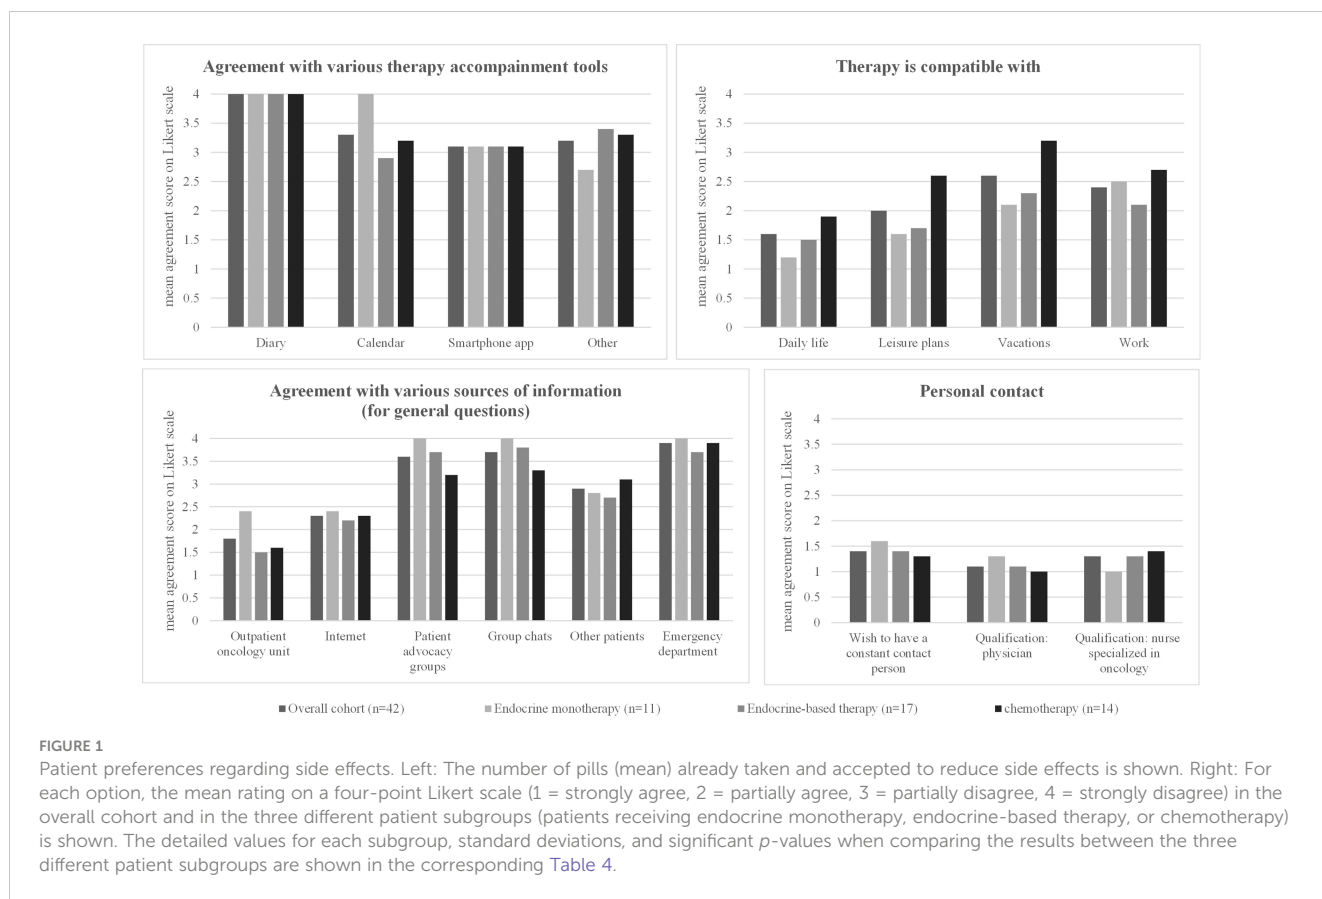 Agreement with various therapy accompainment tools
mean agreement score on Likert scale
4
3.5
3
2.5
2
1.5
1
0.5
0
Diary
Calendar
Smartphone app
Other
Therapy is compatible with
mean agreement score on Likert scale
4
3.5
3
2.5
2
1.5
1
0.5
0
Daily life
Leisure plans
Vacations
Work
Agreement with various sources of information
(for general questions)
mean agreement score on Likert scale
4
3.5
3
2.5
2
1.5
1
0.5
0
Outpatient
oncology unit
Internet
Patient
advocacy
groups
Group chats
Other patients
Emergency
department
Personal contact
mean agreement score on Likert scale
4
3.5
3
2.5
2
1.5
1
0.5
0
Wish to have a
constant contact
person
Qualification:
physician
Qualification: nurse
specialized in
oncology
Overall cohort (n=42)
Endocrine monotherapy (n=11)
Endocrine-based therapy (n=17)
chemotherapy (n=14)
FIGURE 1
Patient preferences regarding side effects. Left: The number of pills (mean) already taken and accepted to reduce side effects is shown. Right: For
each option, the mean rating on a four-point Likert scale (1 = strongly agree, 2 = partially agree, 3 = partially disagree, 4 = strongly disagree) in the
overall cohort and in the three different patient subgroups (patients receiving endocrine monotherapy, endocrine-based therapy, or chemotherapy)
is shown. The detailed values for each subgroup, standard deviations, and significant p-values when comparing the results between the three
different patient subgroups are shown in the corresponding Table 4.